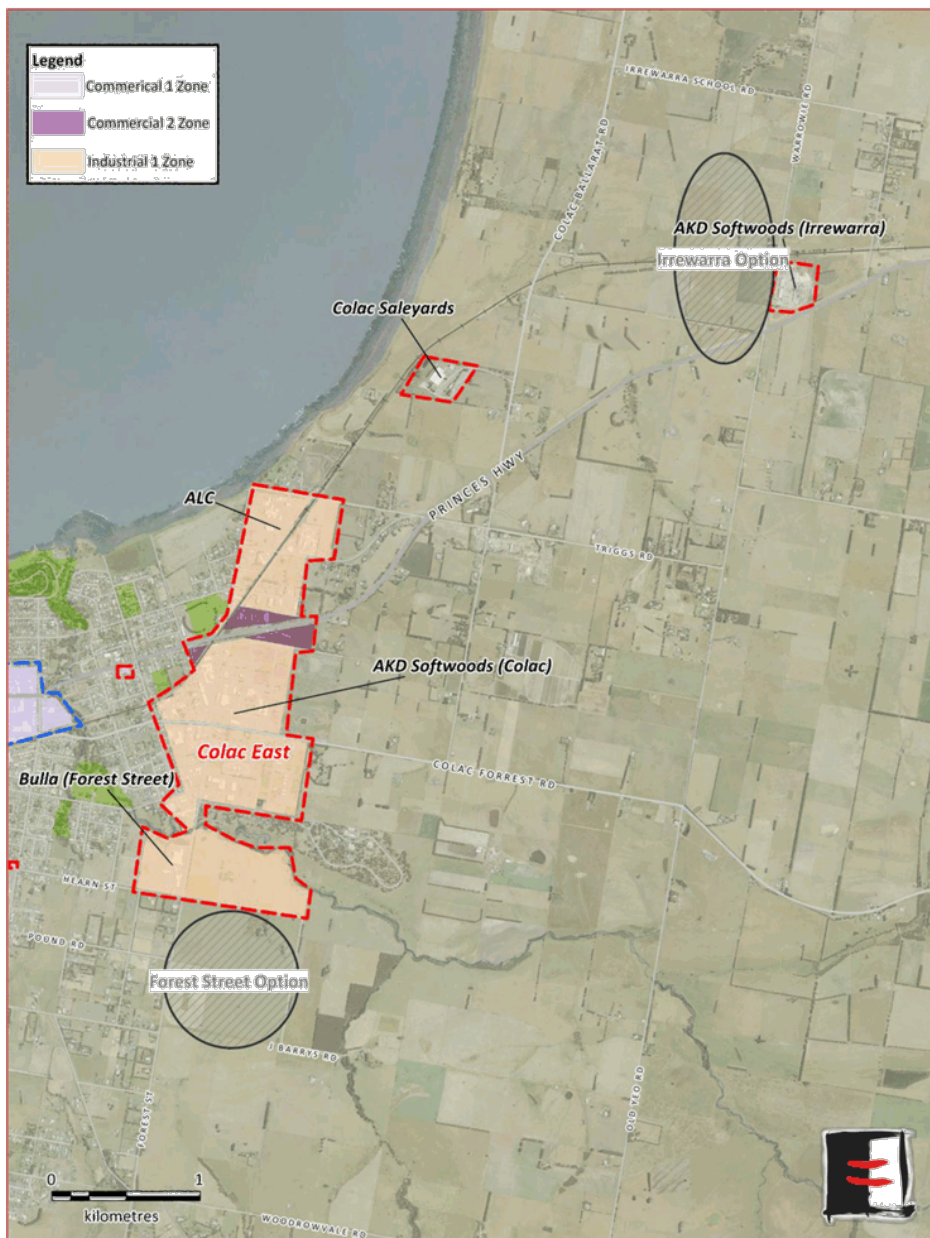 Legend
Commerical 1 Zone
Commercial 2 Zone
Industrial 1 Zone
IRREWARRA SCHOOL RD
WARROWIE RD
COLAC BALLARAT RD
AKD Softwoods (Irrewarra)
Irrewarra Option
Colac Saleyards
PRINCES HWY
ALC
TRIGGS RD
AKD Softwoods (Colac)
Colac East
COLAC FORREST RD
Bulla (Forest Street)
HEARN ST
POUND RD
Forest Street Option
J BARRYS RD
FOREST ST
OLD YEO RD
0 1
kilometres
WOODROWVALE RD